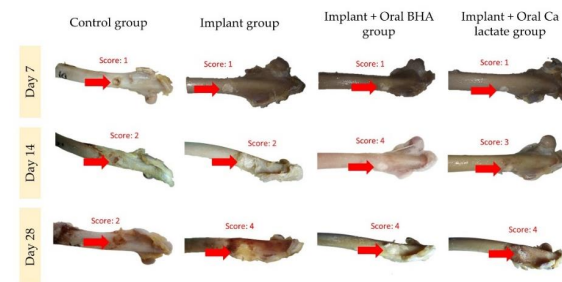 Control group
Implant group
Implant + Oral BHA
group
Implant + Oral Ca
lactate group
Day 7
Score: 1
Score: 1
Score: 1
Score: 1
Day 14
Score: 2
Score: 2
Score: 4
Score: 3
Day 28
Score: 2
Score: 4
Score: 4
Score: 4